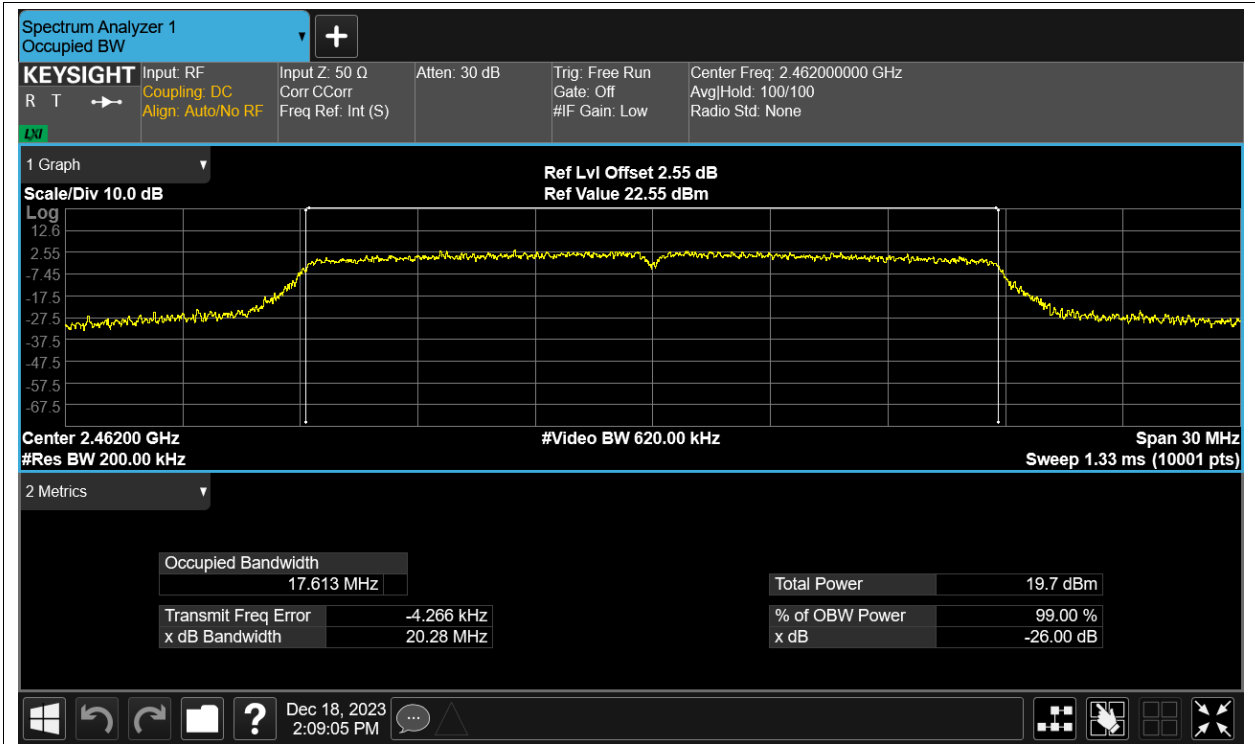 Spectrum Analyzer 1
Occupied BW
KEYSIGHT
R T
LXI
Input: RF
Coupling: DC
Align: Auto/No RF
Input Z: 50 Ω
Corr CCorr
Freq Ref: Int (S)
Atten: 30 dB
Trig: Free Run
Gate: Off
#IF Gain: Low
Center Freq: 2.462000000 GHz
Avg|Hold: 100/100
Radio Std: None
1 Graph
Scale/Div 10.0 dB
Ref Lvl Offset 2.55 dB
Ref Value 22.55 dBm
Log
12.6
2.55
-7.45
-17.5
-27.5
-37.5
-47.5
-57.5
-67.5
Center 2.46200 GHz
#Res BW 200.00 kHz
#Video BW 620.00 kHz
Span 30 MHz
Sweep 1.33 ms (10001 pts)
2 Metrics
Occupied Bandwidth
17.613 MHz
Transmit Freq Error -4.266 kHz
x dB Bandwidth 20.28 MHz
Total Power 19.7 dBm
% of OBW Power 99.00 %
x dB -26.00 dB
Dec 18, 2023
2:09:05 PM